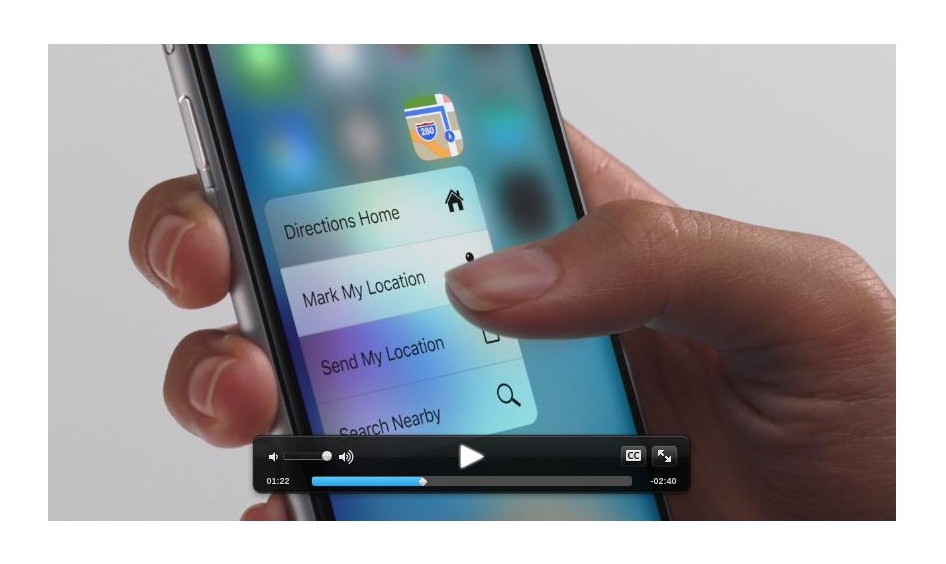 280
Directions Home
Mark My Location
Send My Location
Search Nearby
CC
01:22
-02:40